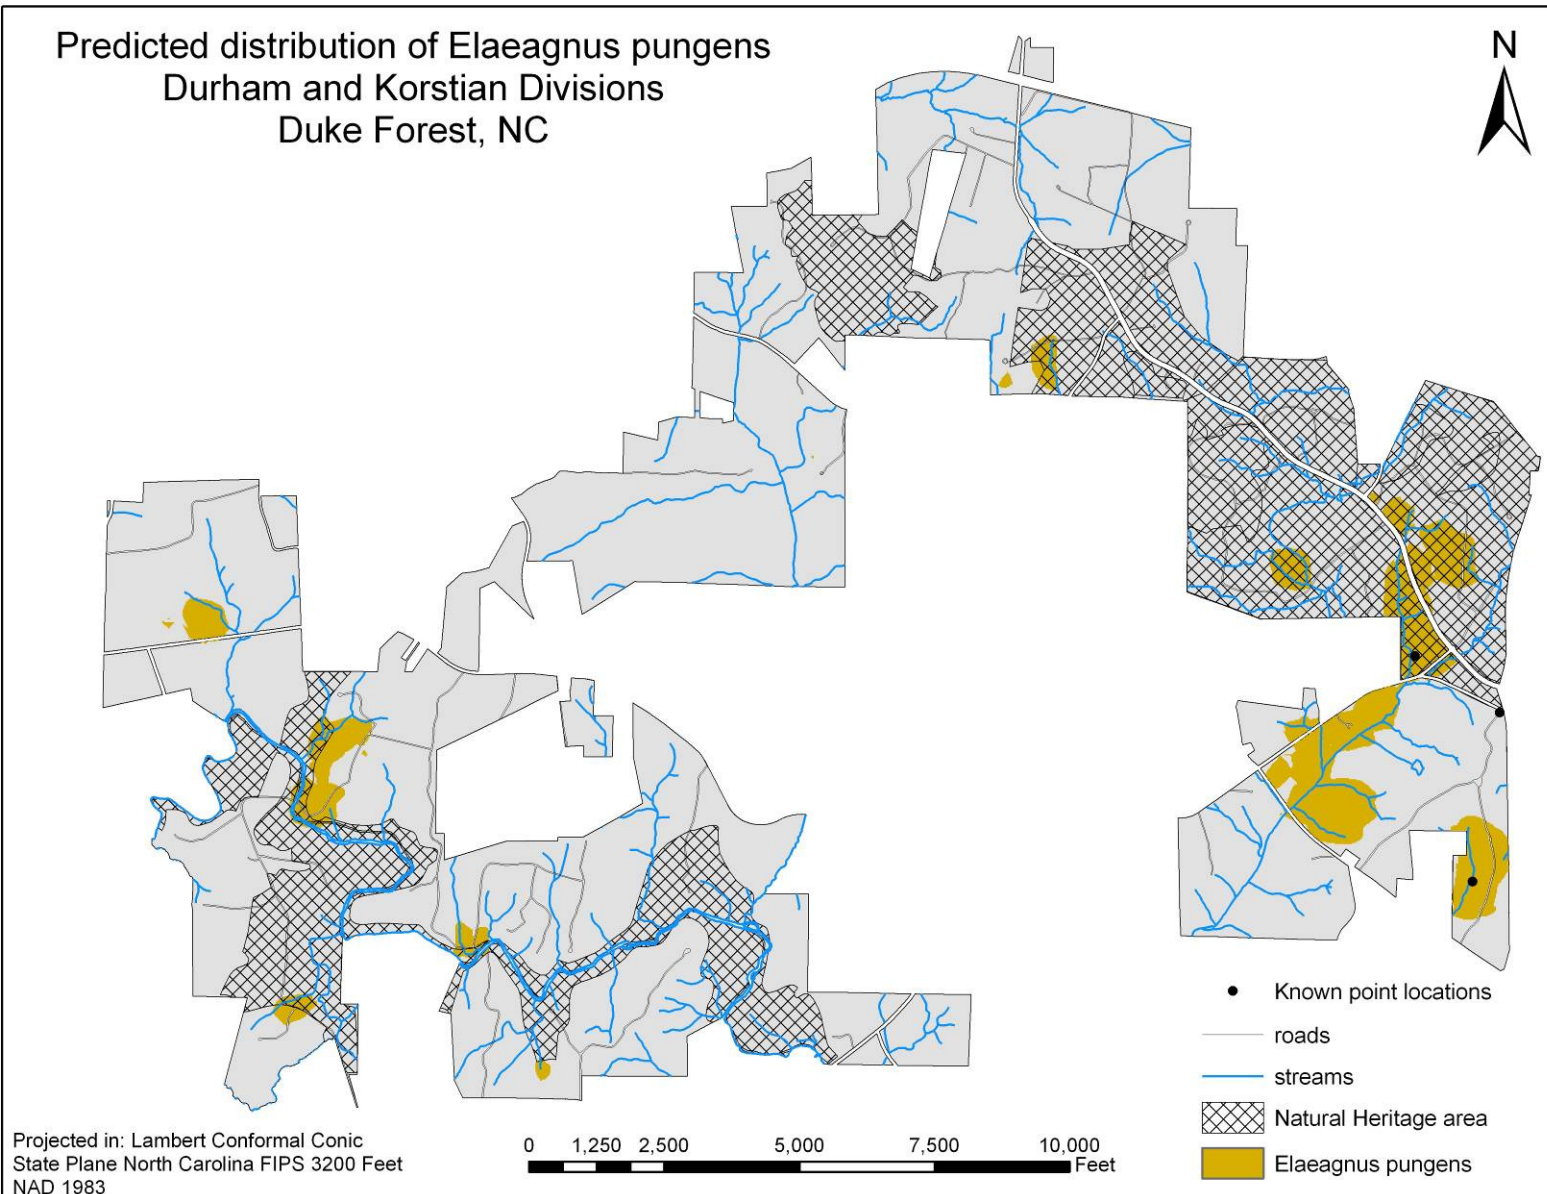 Predicted distribution of Elaeagnus pungens
Durham and Korstian Divisions
Duke Forest, NC
N
Known point locations
roads
streams
Natural Heritage area
Elaeagnus pungens
Projected in: Lambert Conformal Conic
State Plane North Carolina FIPS 3200 Feet
NAD 1983
0 1,250 2,500 5,000 7,500 10,000
Feet